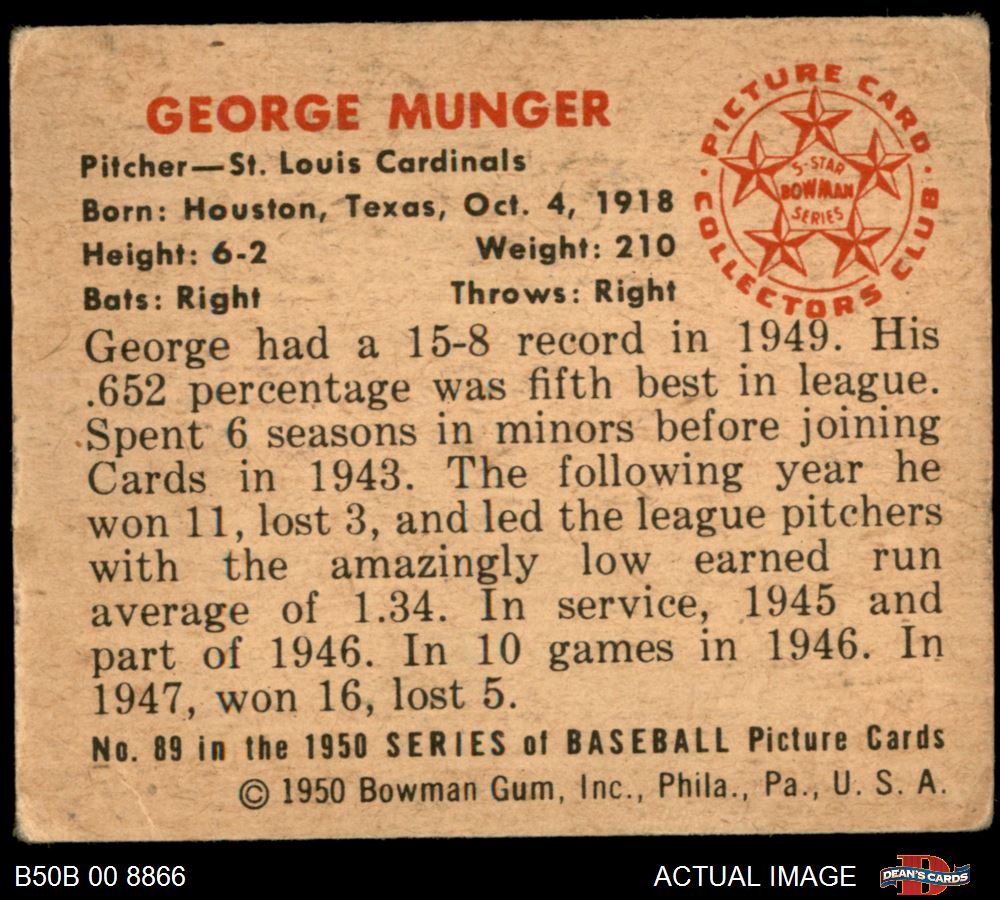 GEORGE MUNGER
Pitcher—St. Louis Cardinals
Born: Houston, Texas, Oct. 4, 1918
Height: 6-2 Weight: 210
Bats: Right Throws: Right
PICTURE CARD
COLLECTORS CLUB
5-STAR
BOWMAN
SERIES
George had a 15-8 record in 1949. His
.652 percentage was fifth best in league.
Spent 6 seasons in minors before joining
Cards in 1943. The following year he
won 11, lost 3, and led the league pitchers
with the amazingly low earned run
average of 1.34. In service, 1945 and
part of 1946. In 10 games in 1946. In
1947, won 16, lost 5.
No. 89 in the 1950 SERIES of BASEBALL Picture Cards
© 1950 Bowman Gum, Inc., Phila., Pa., U. S. A.
B50B 00 8866
ACTUAL IMAGE
D
DEAN'S CARDS